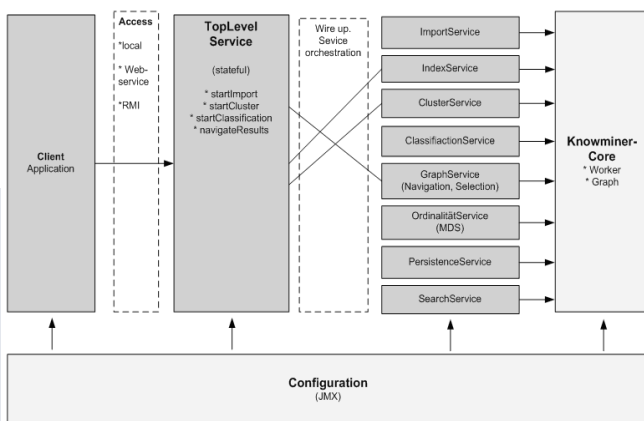 Client
Application
Access
*local
* Web-
service
*RMI
TopLevel
Service
(stateful)
* startImport
* startCluster
* startClassification
* navigateResults
Wire up.
Sevice
orchestration
ImportService
IndexService
ClusterService
ClassifiactionService
GraphService
(Navigation, Selection)
OrdinalitätService
(MDS)
PersistenceService
SearchService
Knowminer-
Core
* Worker
* Graph
Configuration
(JMX)